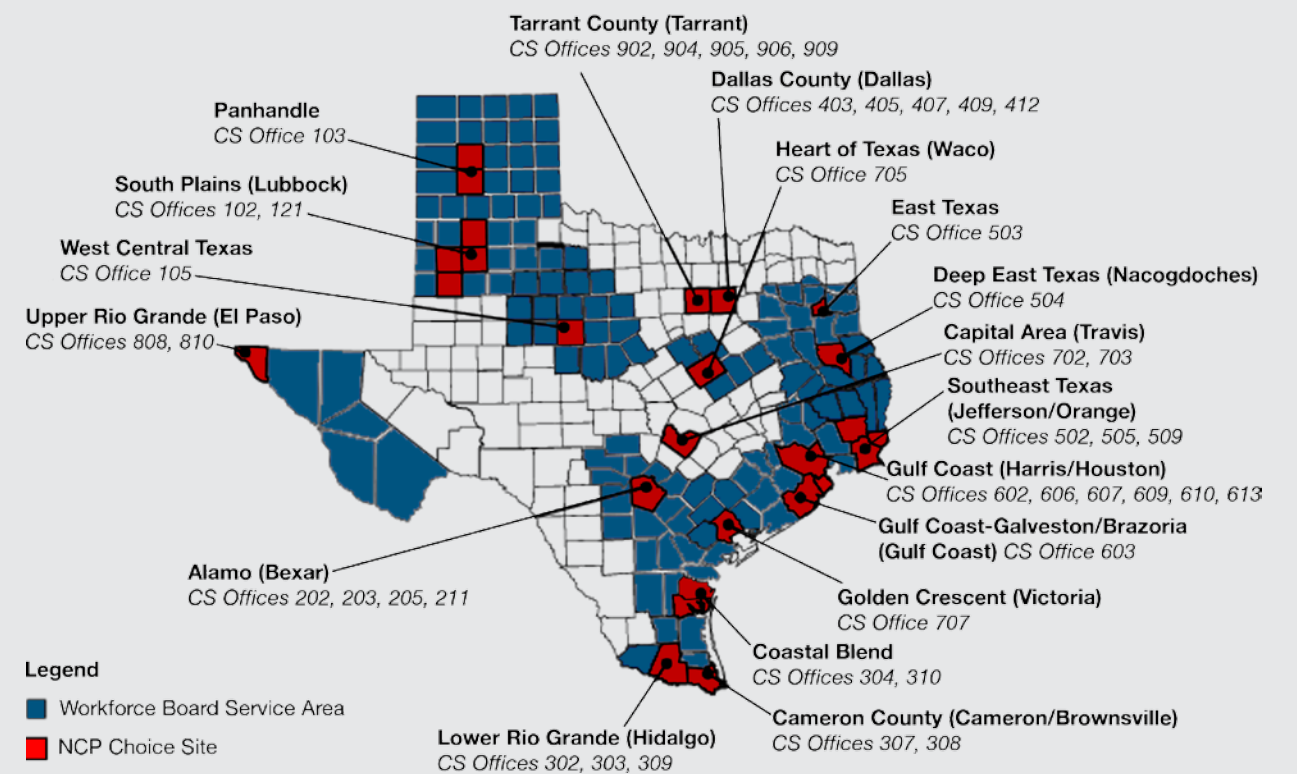 Tarrant County (Tarrant)
CS Offices 902, 904, 905, 906, 909
Dallas County (Dallas)
CS Offices 403, 405, 407, 409, 412
Panhandle
CS Office 103
Heart of Texas (Waco)
CS Office 705
South Plains (Lubbock)
CS Offices 102, 121
East Texas
CS Office 503
West Central Texas
CS Office 105
Deep East Texas (Nacogdoches)
CS Office 504
Upper Rio Grande (El Paso)
CS Offices 808, 810
Capital Area (Travis)
CS Offices 702, 703
Southeast Texas
(Jefferson/Orange)
CS Offices 502, 505, 509
Gulf Coast (Harris/Houston)
CS Offices 602, 606, 607, 609, 610, 613
Gulf Coast-Galveston/Brazoria
(Gulf Coast) CS Office 603
Alamo (Bexar)
CS Offices 202, 203, 205, 211
Golden Crescent (Victoria)
CS Office 707
Coastal Blend
CS Offices 304, 310
Legend
Workforce Board Service Area
NCP Choice Site
Cameron County (Cameron/Brownsville)
CS Offices 307, 308
Lower Rio Grande (Hidalgo)
CS Offices 302, 303, 309